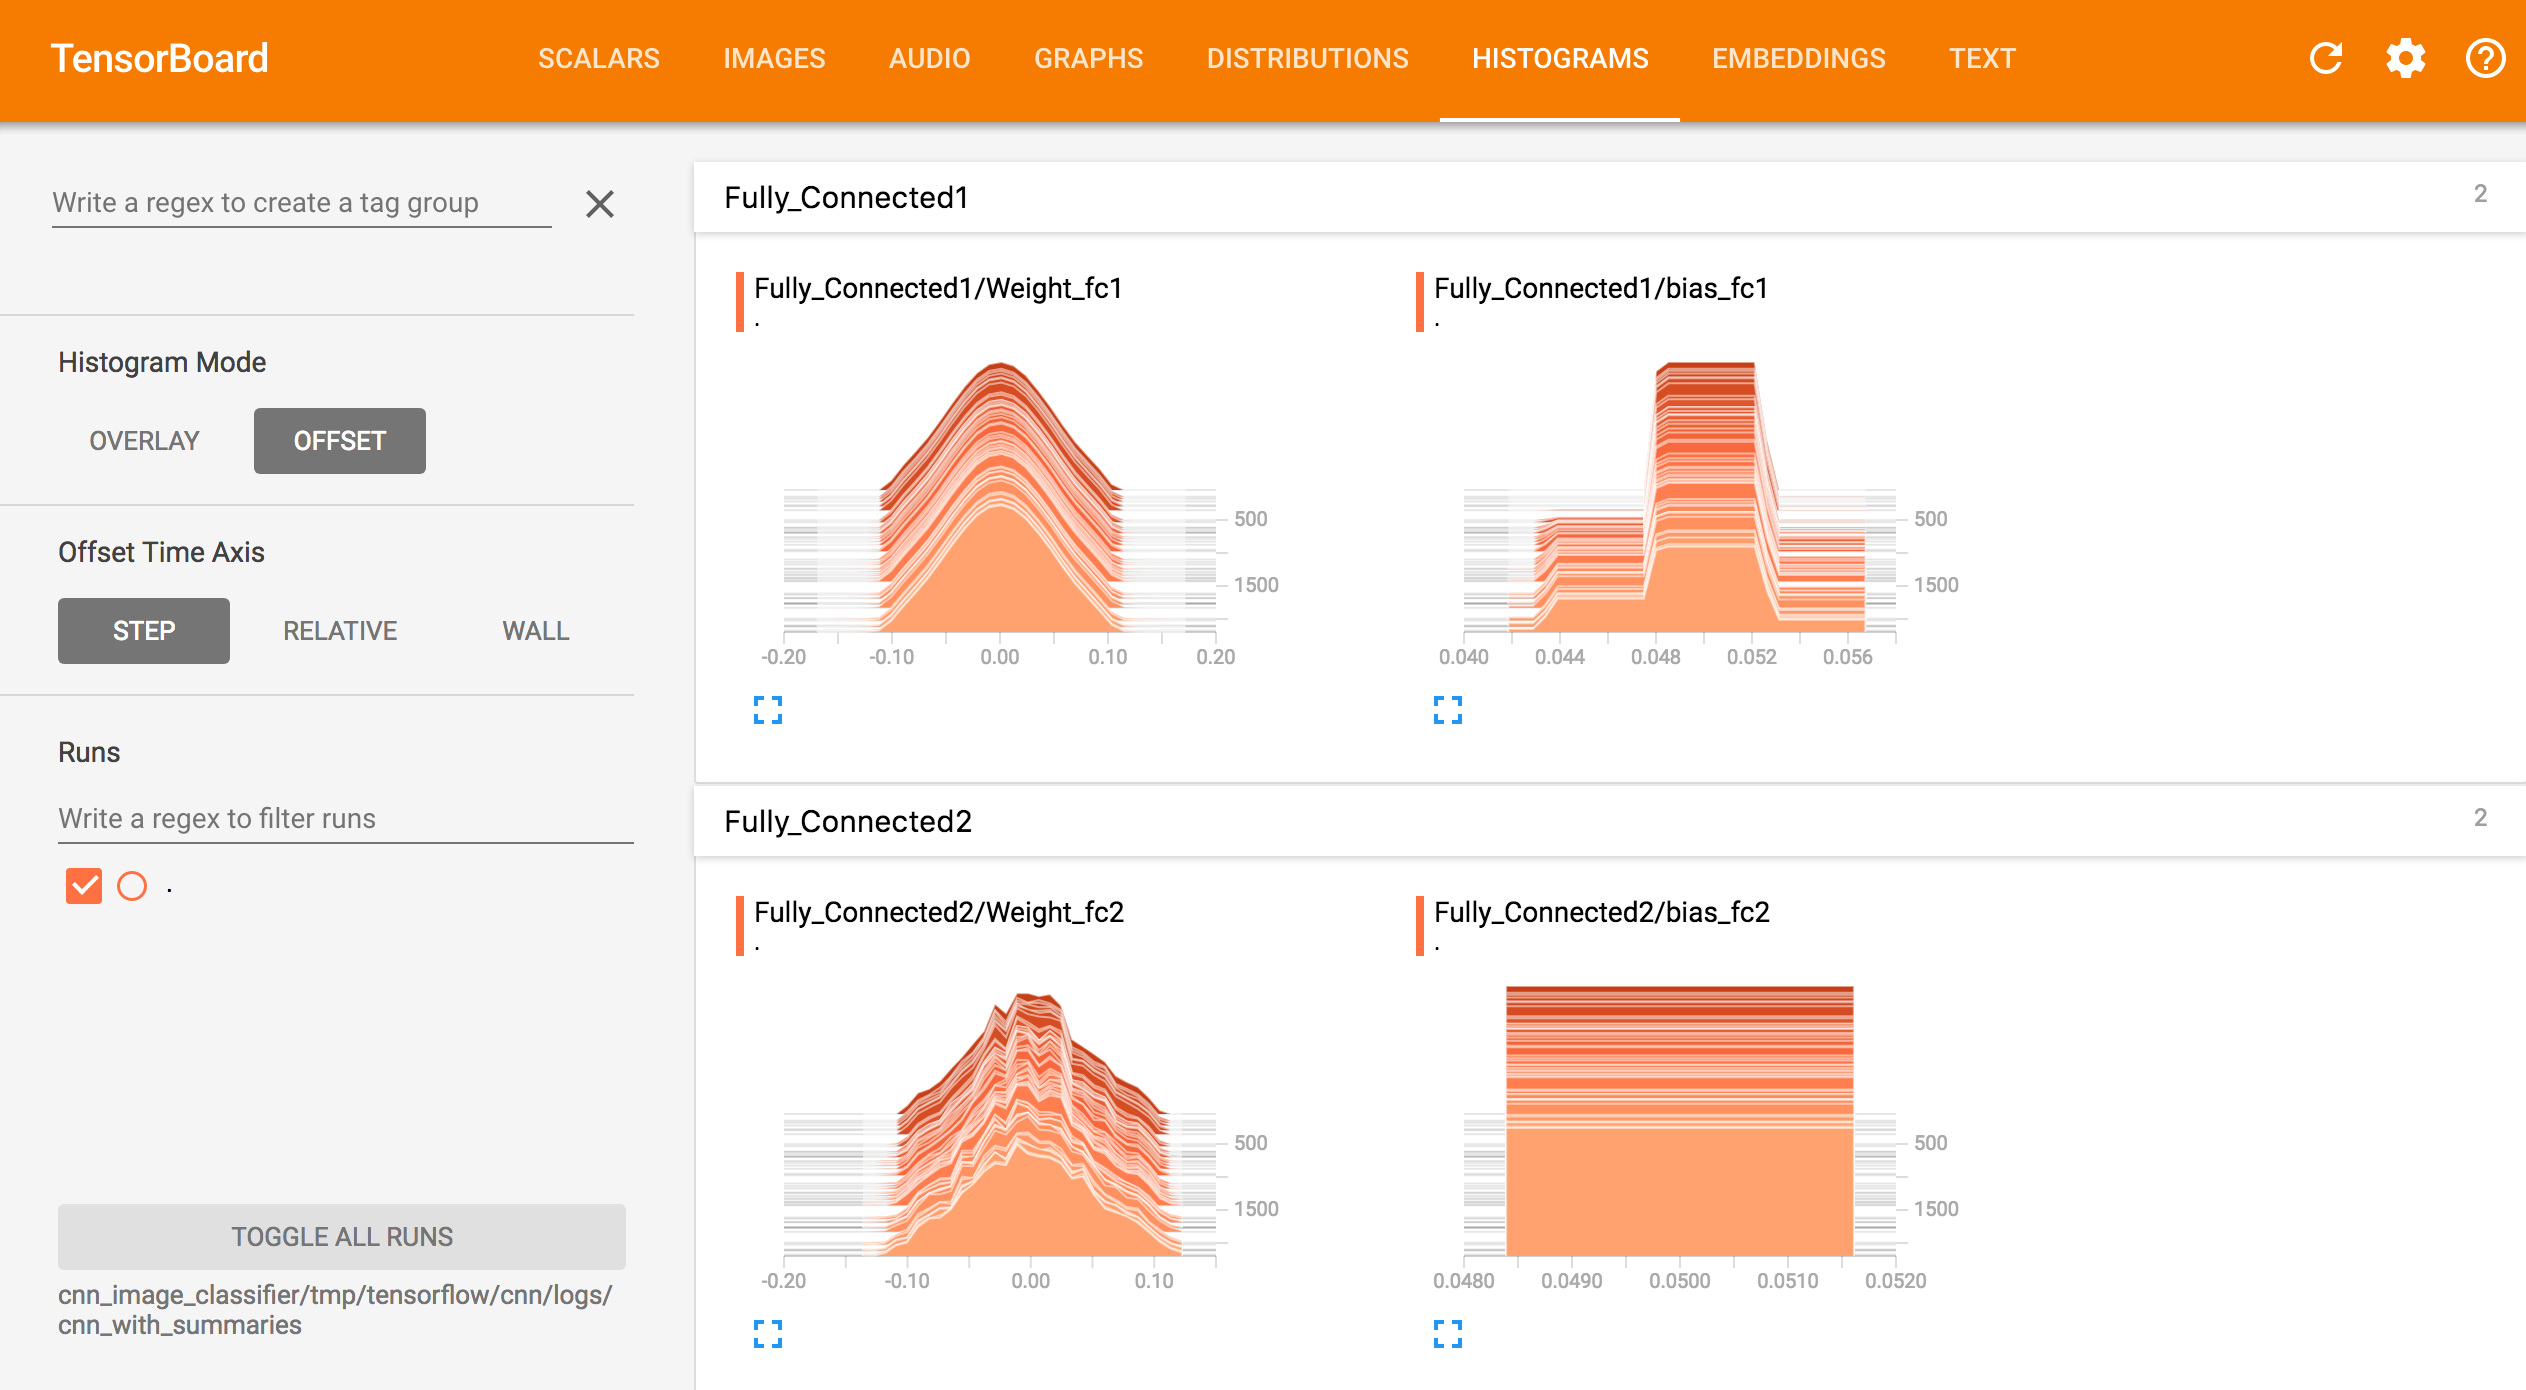 TensorBoard SCALARS IMAGES AUDIO GRAPHS DISTRIBUTIONS HISTOGRAMS EMBEDDINGS TEXT
Write a regex to create a tag group
Histogram Mode
OVERLAY OFFSET
Offset Time Axis
STEP RELATIVE WALL
Runs
Write a regex to filter runs
.
TOGGLE ALL RUNS
cnn_image_classifier/tmp/tensorflow/cnn/logs/
cnn_with_summaries
Fully_Connected1 2
Fully_Connected1/Weight_fc1
.
500
1500
-0.20 -0.10 0.00 0.10 0.20
Fully_Connected1/bias_fc1
.
500
1500
0.040 0.044 0.048 0.052 0.056
Fully_Connected2 2
Fully_Connected2/Weight_fc2
.
500
1500
-0.20 -0.10 0.00 0.10
Fully_Connected2/bias_fc2
.
500
1500
0.0480 0.0490 0.0500 0.0510 0.0520